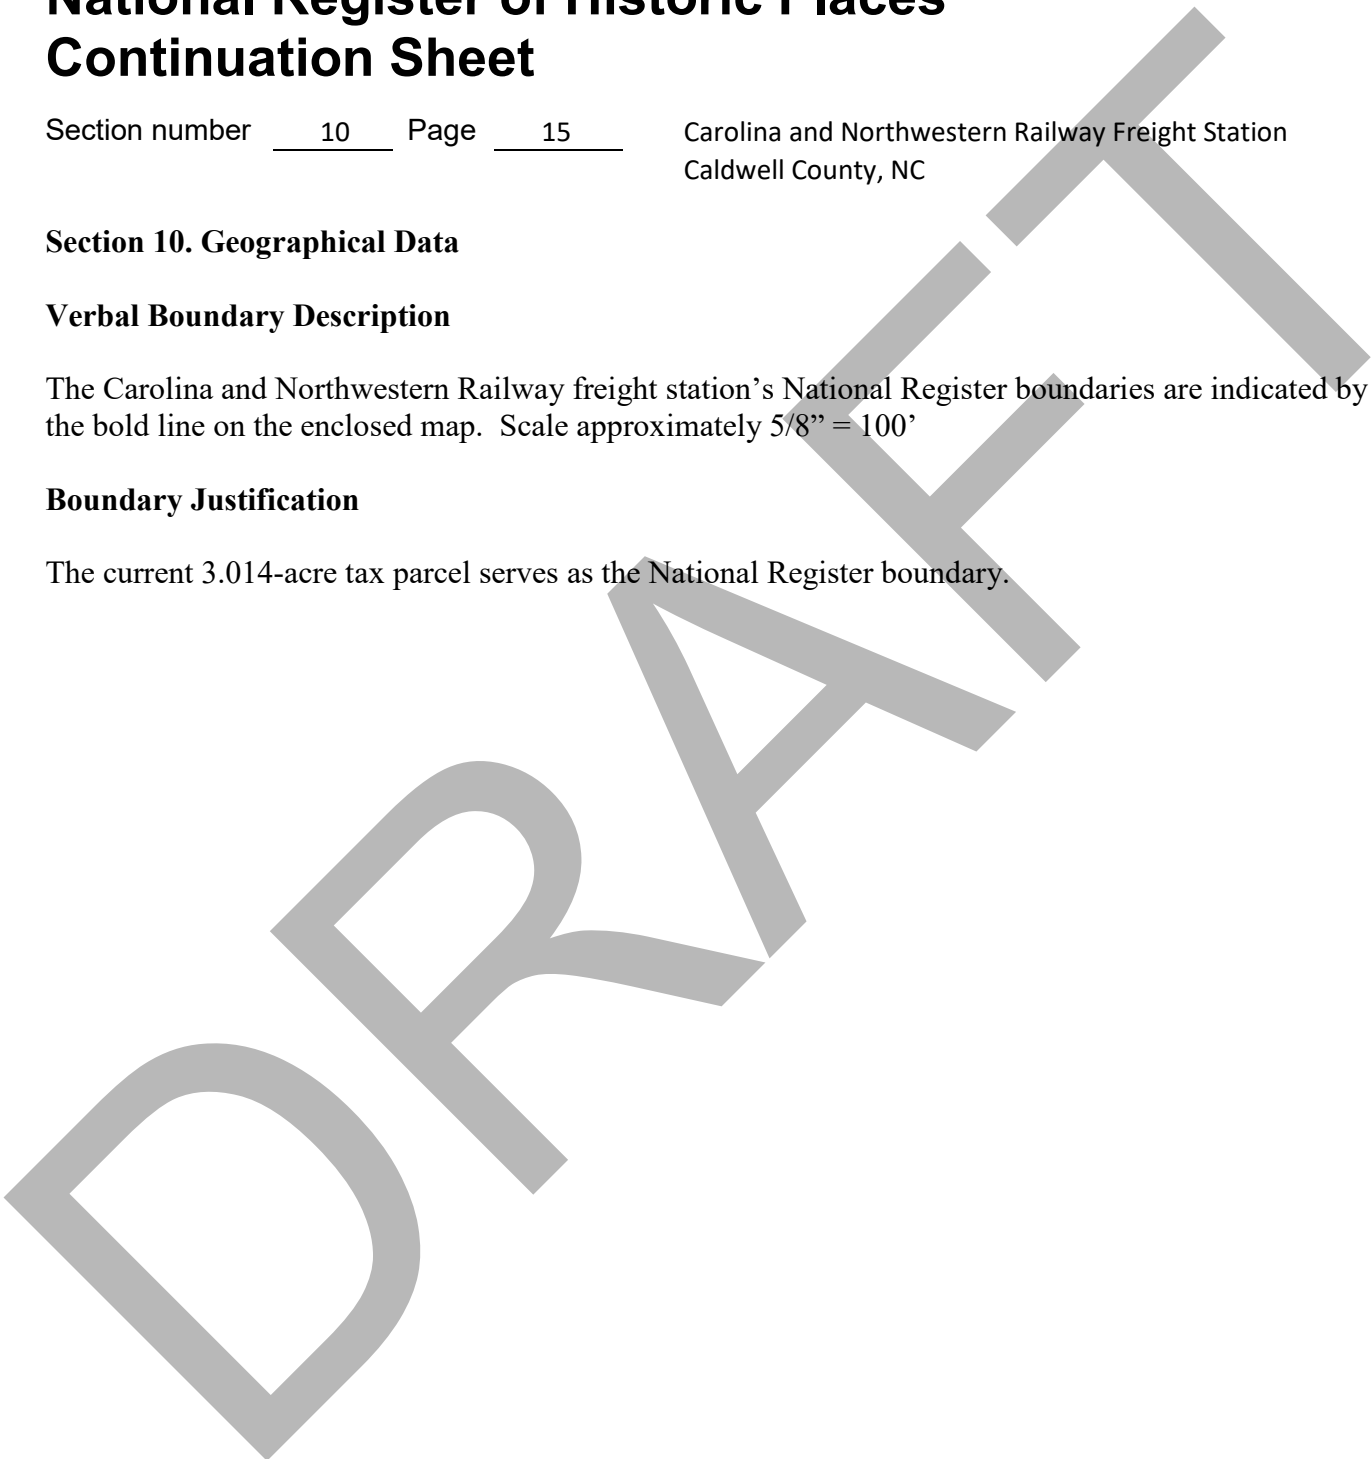 National Register of Historic Places
Continuation Sheet
Section number 10 Page 15 Carolina and Northwestern Railway Freight Station
Caldwell County, NC
Section 10. Geographical Data
Verbal Boundary Description
The Carolina and Northwestern Railway freight station’s National Register boundaries are indicated by
the bold line on the enclosed map.  Scale approximately 5/8” = 100’
Boundary Justification
The current 3.014-acre tax parcel serves as the National Register boundary.
DRAFT